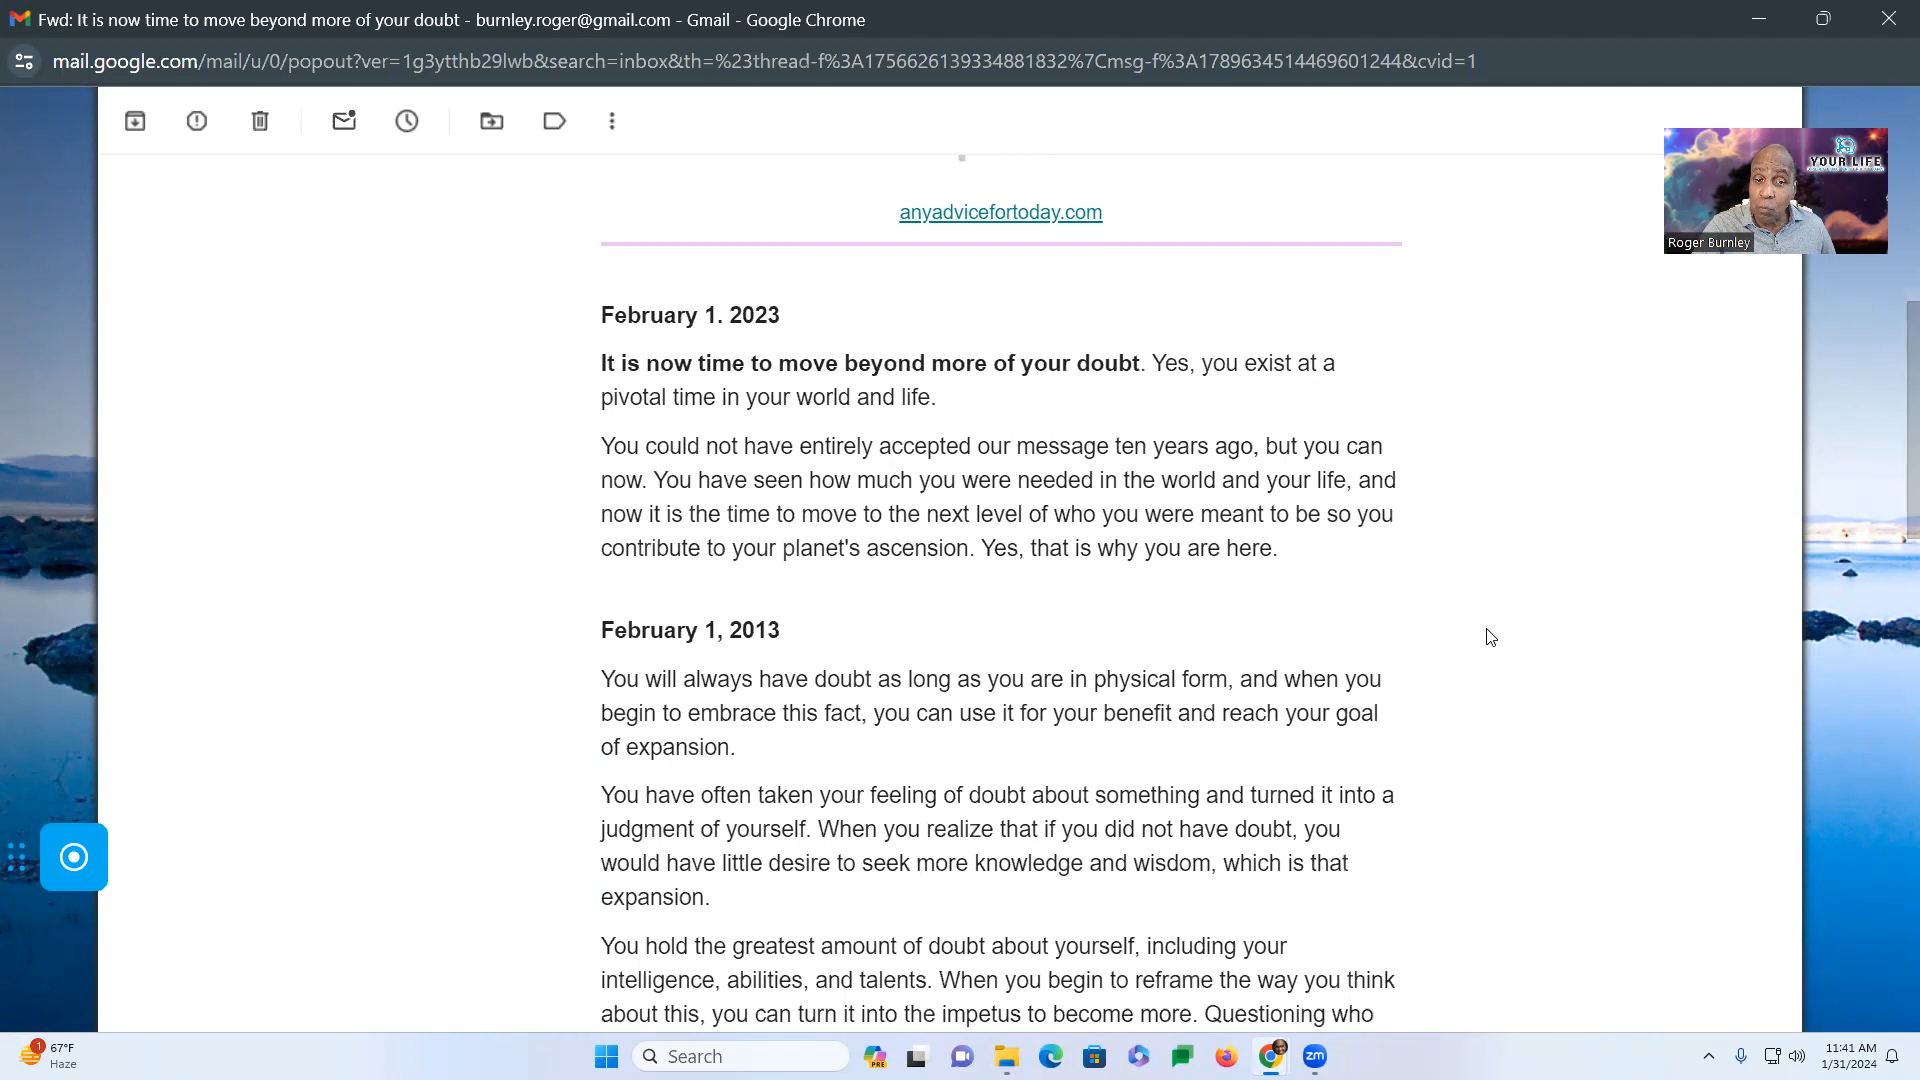 Fwd: It is now time to move beyond more of your doubt - burnley.roger@gmail.com - Gmail - Google Chrome
mail.google.com/mail/u/0/popout?ver=1g3ytthb29lwb&search=inbox&th=%23thread-f%3A1756626139334881832%7Cmsg-f%3A1789634514469601244&cvid=1
YOUR LIFE
Roger Burnley
anyadvicefortoday.com
February 1. 2023
It is now time to move beyond more of your doubt. Yes, you exist at a
pivotal time in your world and life.
You could not have entirely accepted our message ten years ago, but you can
now. You have seen how much you were needed in the world and your life, and
now it is the time to move to the next level of who you were meant to be so you
contribute to your planet's ascension. Yes, that is why you are here.
February 1, 2013
You will always have doubt as long as you are in physical form, and when you
begin to embrace this fact, you can use it for your benefit and reach your goal
of expansion.
You have often taken your feeling of doubt about something and turned it into a
judgment of yourself. When you realize that if you did not have doubt, you
would have little desire to seek more knowledge and wisdom, which is that
expansion.
You hold the greatest amount of doubt about yourself, including your
intelligence, abilities, and talents. When you begin to reframe the way you think
about this, you can turn it into the impetus to become more. Questioning who
1
67°F
Haze
Search
PRE
zm
11:41 AM
1/31/2024